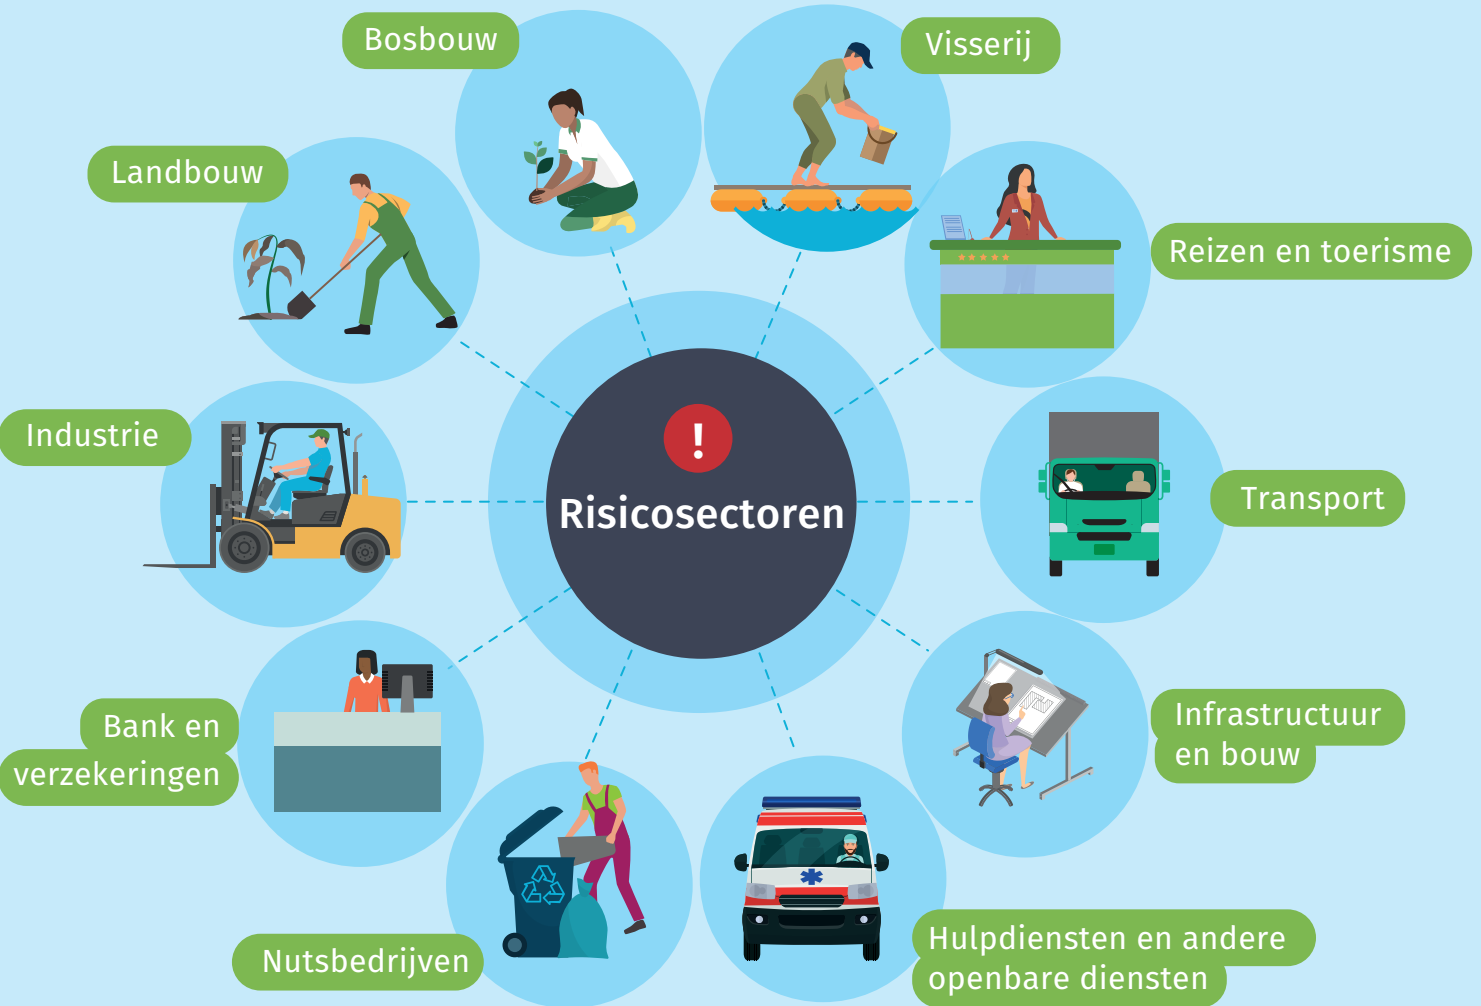 Bosbouw
Visserij
Landbouw
Reizen en toerisme
Industrie
!
Risicosectoren
Transport
Bank en
verzekeringen
Infrastructuur
en bouw
Nutsbedrijven
Hulpdiensten en andere
openbare diensten